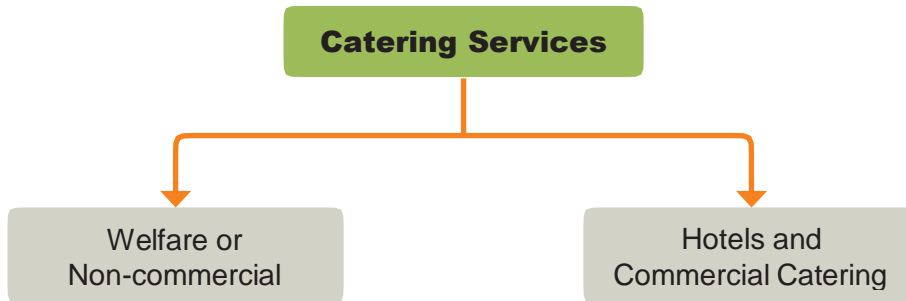 Catering Services
Welfare or
Non-commercial
Hotels and
Commercial Catering